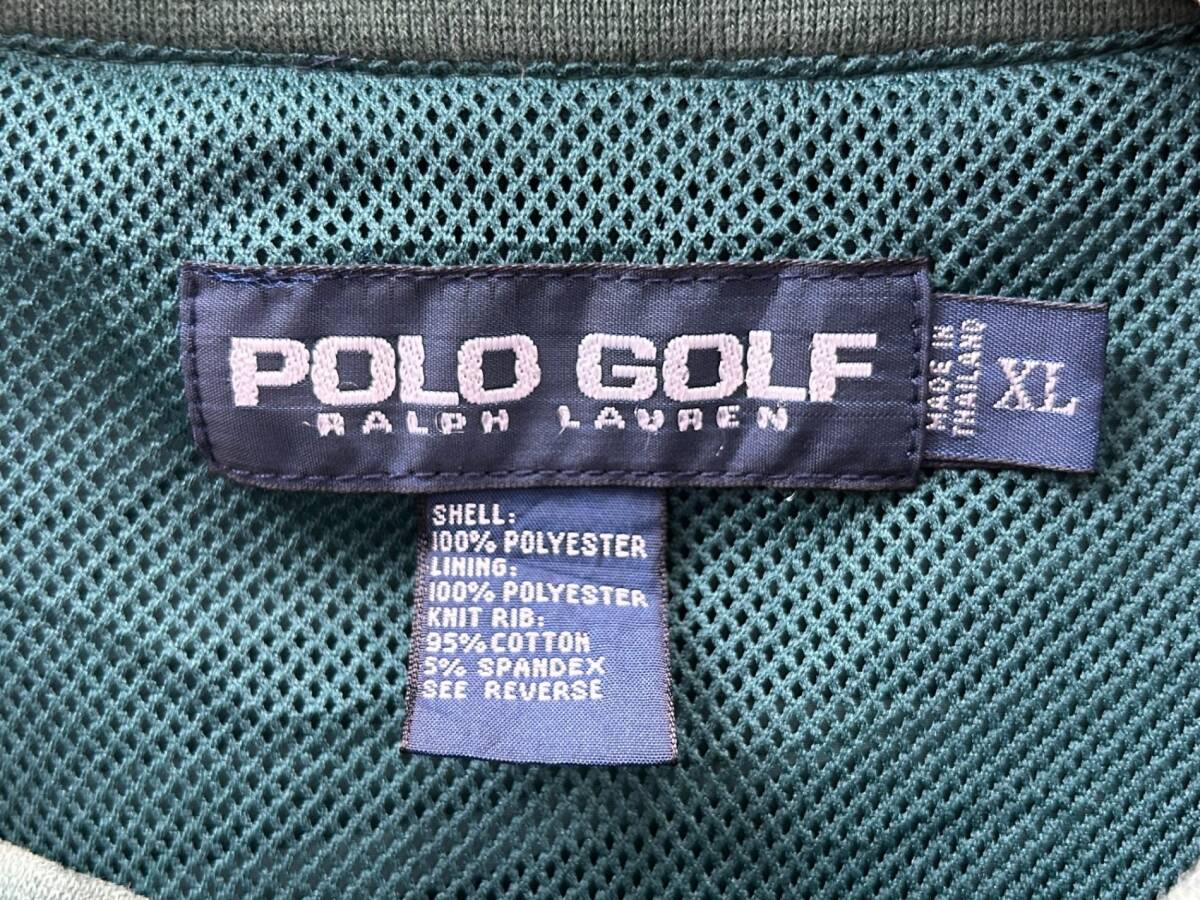 POLO GOLF
RALPH LAUREN
MADE IN
THAILAND
XL
SHELL:
100% POLYESTER
LINING:
100% POLYESTER
KNIT RIB:
95% COTTON
5% SPANDEX
SEE REVERSE